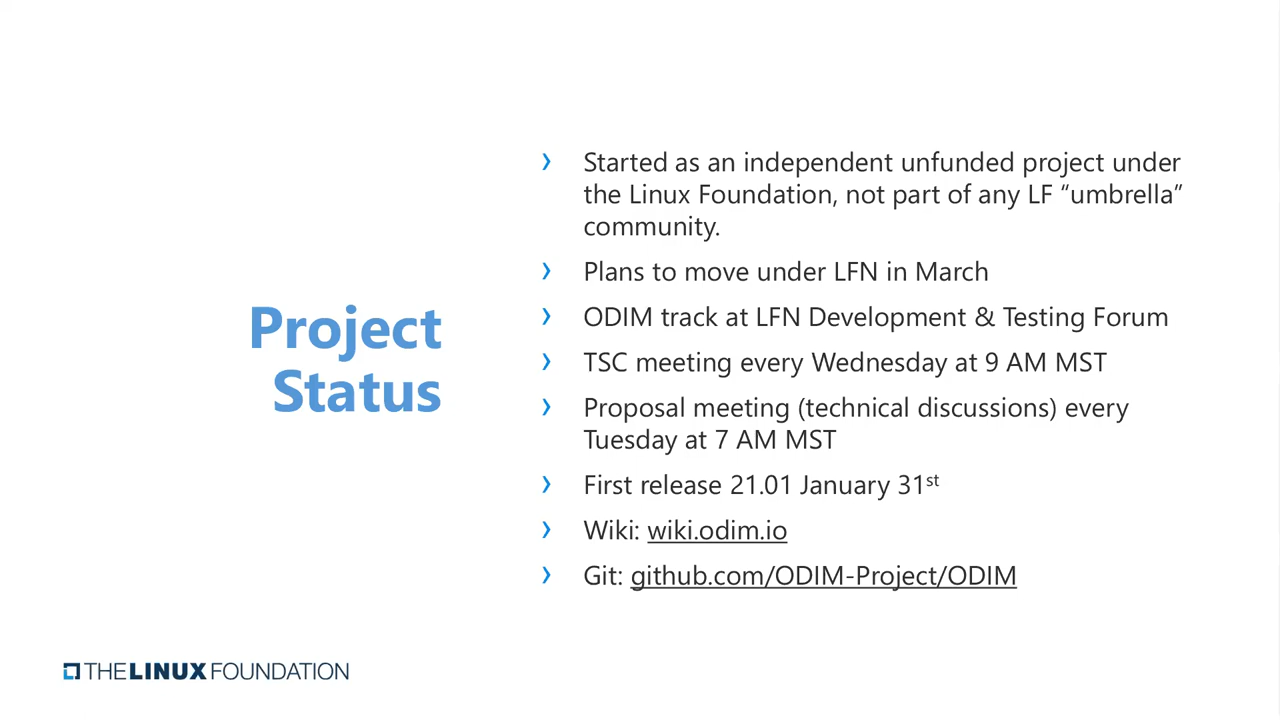 Project
Status
› Started as an independent unfunded project under
the Linux Foundation, not part of any LF “umbrella”
community.
› Plans to move under LFN in March
› ODIM track at LFN Development & Testing Forum
› TSC meeting every Wednesday at 9 AM MST
› Proposal meeting (technical discussions) every
Tuesday at 7 AM MST
› First release 21.01 January 31st
› Wiki: wiki.odim.io
› Git: github.com/ODIM-Project/ODIM
THE LINUX FOUNDATION